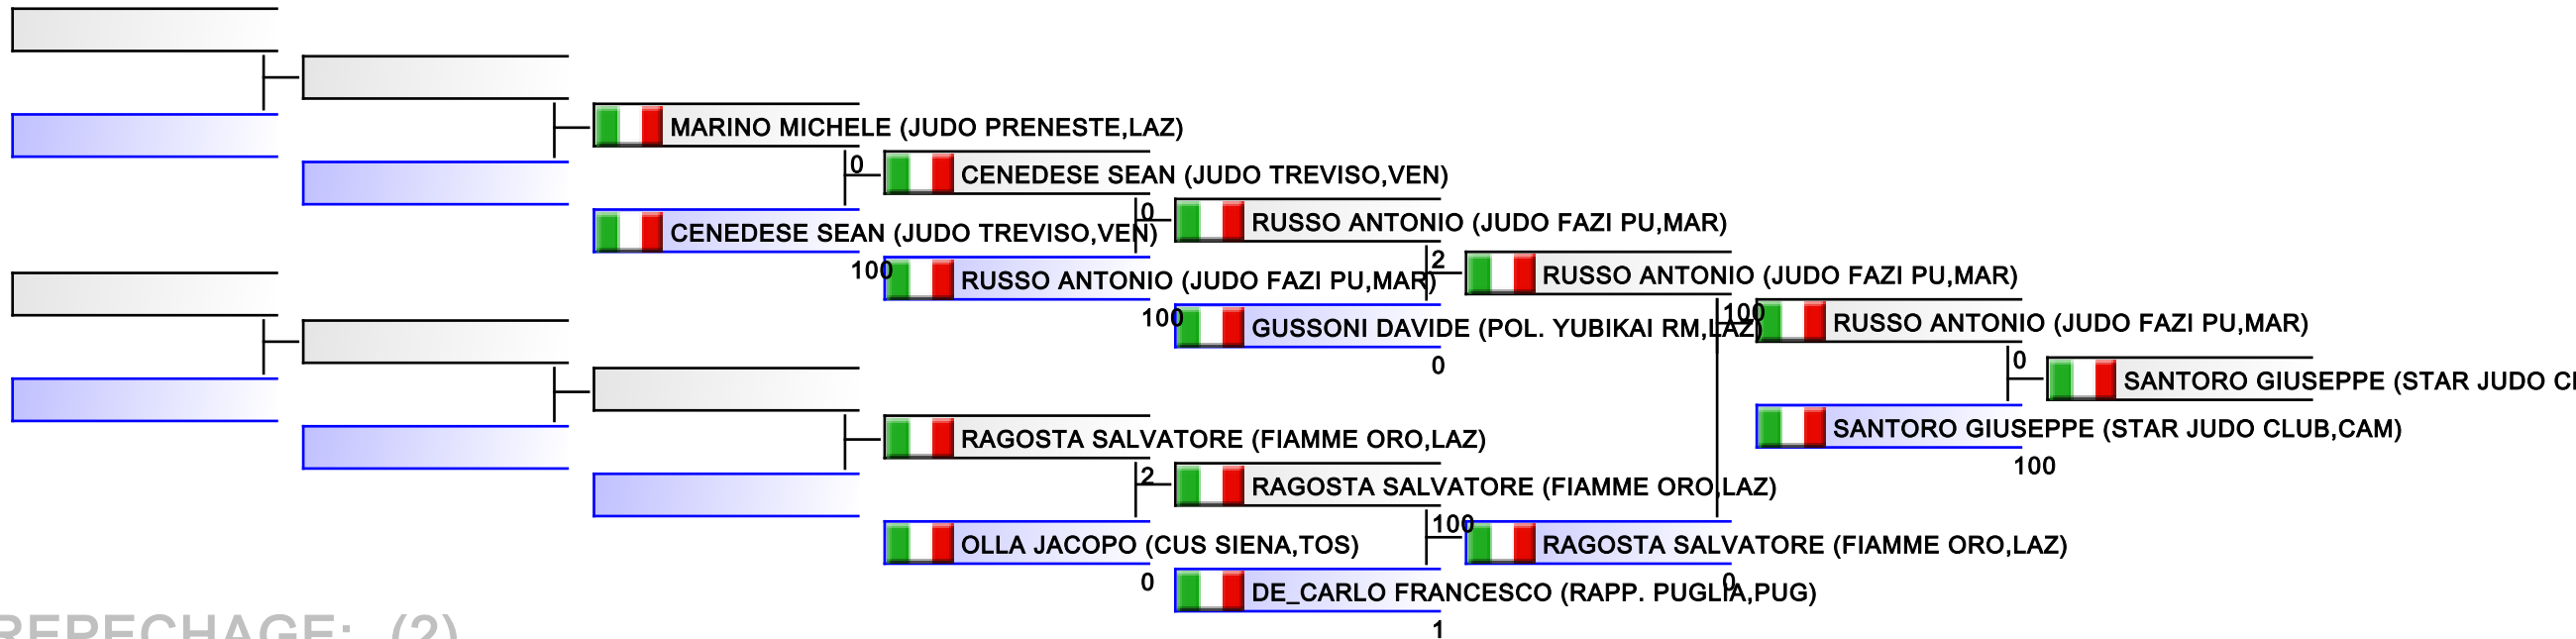 MARINO MICHELE (JUDO PRENESTE,LAZ)
0
CENEDESE SEAN (JUDO TREVISO,VEN)
CENEDESE SEAN (JUDO TREVISO,VEN)
100
0
RUSSO ANTONIO (JUDO FAZI PU,MAR)
RUSSO ANTONIO (JUDO FAZI PU,MAR)
100
2
RUSSO ANTONIO (JUDO FAZI PU,MAR)
GUSSONI DAVIDE (POL. YUBIKAI RM,LAZ)
0
100
RUSSO ANTONIO (JUDO FAZI PU,MAR)
0
SANTORO GIUSEPPE (STAR JUDO
SANTORO GIUSEPPE (STAR JUDO CLUB,CAM)
100
RAGOSTA SALVATORE (FIAMME ORO,LAZ)
2
RAGOSTA SALVATORE (FIAMME ORO,LAZ)
OLLA JACOPO (CUS SIENA,TOS)
0
100
RAGOSTA SALVATORE (FIAMME ORO,LAZ)
0
DE_CARLO FRANCESCO (RAPP. PUGLIA,PUG)
1
REPECHAGE: (2)